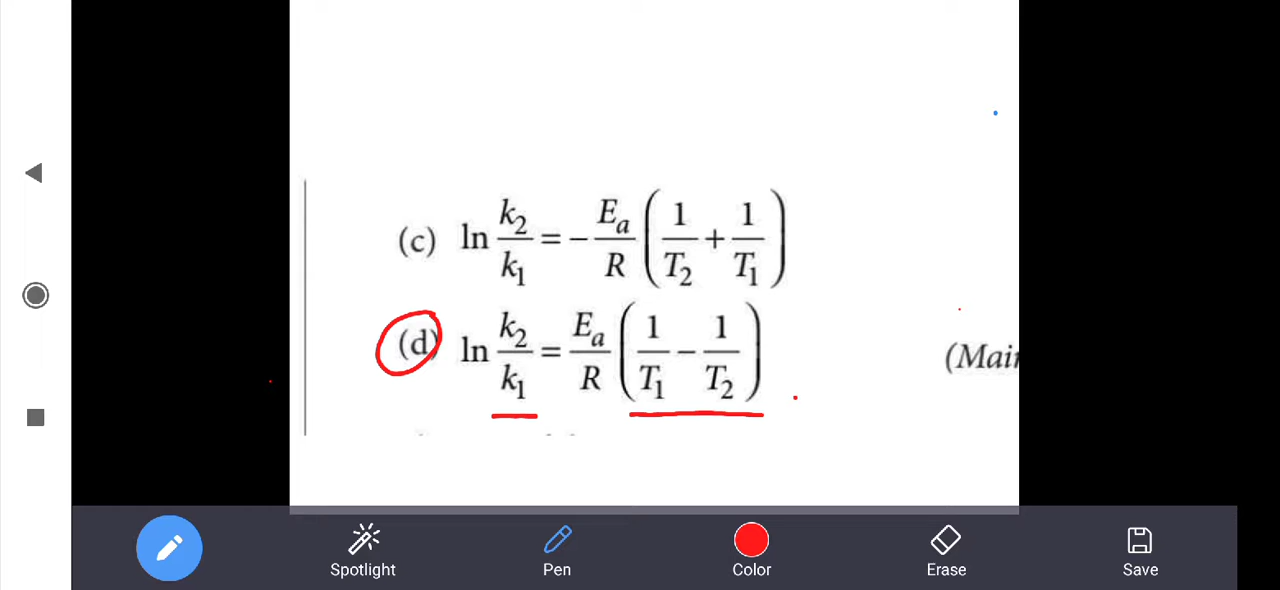 (c) ln k₂/k₁ = −Eₐ/R (1/T₂ + 1/T₁)
(d) ln k₂/k₁ = Eₐ/R (1/T₁ − 1/T₂)
(Mai
Spotlight Pen Color Erase Save